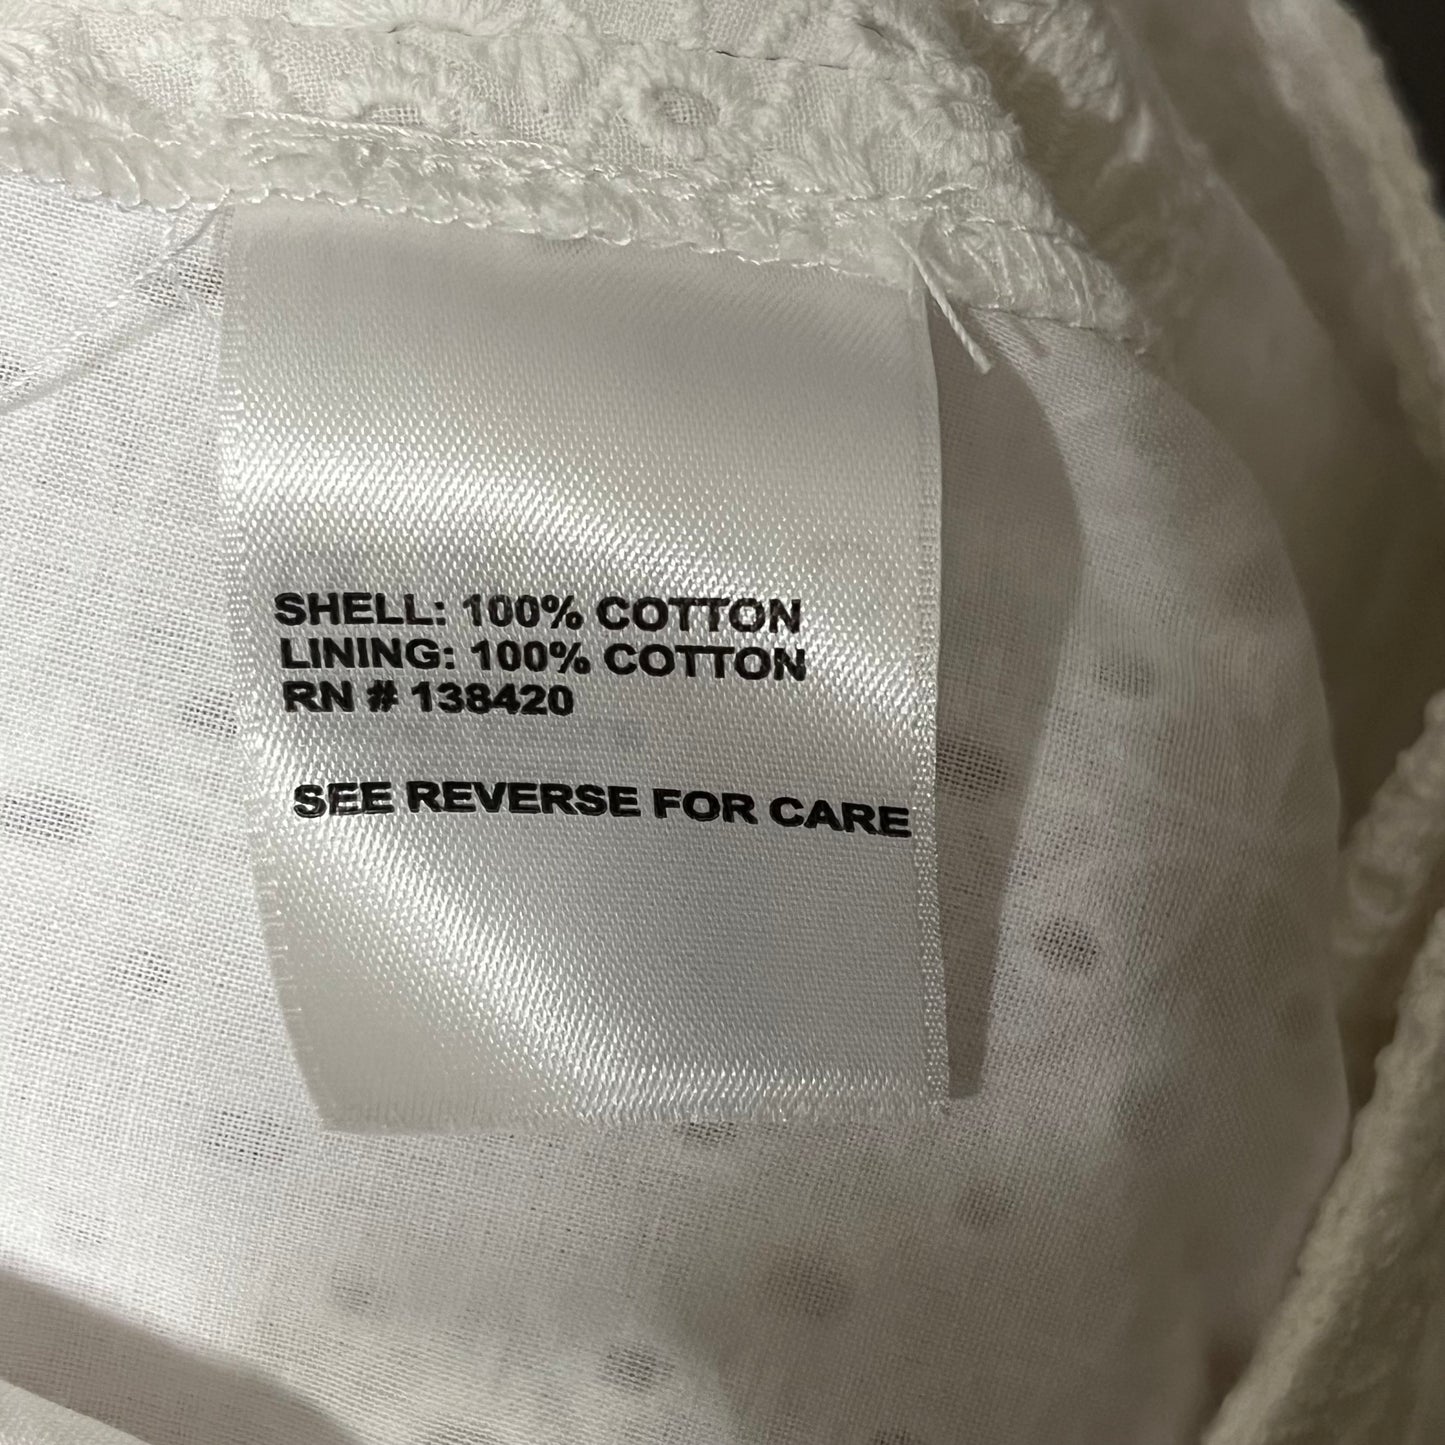 SHELL: 100% COTTON
LINING: 100% COTTON
RN # 138420
SEE REVERSE FOR CARE